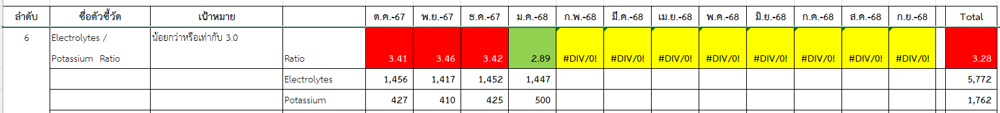 ลำดับ ชื่อตัวชี้วัด เป้าหมาย ต.ค.-67 พ.ย.-67 ธ.ค.-67 ม.ค.-68 ก.พ.-68 มี.ค.-68 เม.ย.-68 พ.ค.-68 มิ.ย.-68 ก.ค.-68 ส.ค.-68 ก.ย.-68 Total
6 Electrolytes / น้อยกว่าหรือเท่ากับ 3.0
Potassium Ratio Ratio 3.41 3.46 3.42 2.89 #DIV/0! #DIV/0! #DIV/0! #DIV/0! #DIV/0! #DIV/0! #DIV/0! #DIV/0! 3.28
Electrolytes 1,456 1,417 1,452 1,447 5,772
Potassium 427 410 425 500 1,762